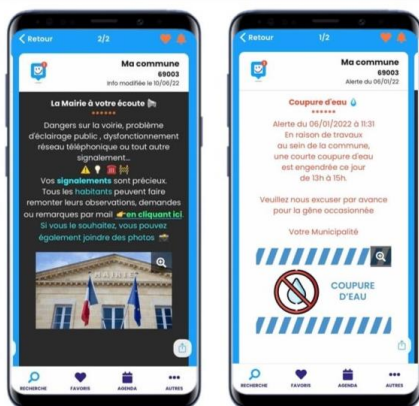 Retour
2/2
Ma commune
69003
Info modifiée le 10/06/22
La Mairie à votre écoute
Dangers sur la voirie, problème
d'éclairage public , dysfonctionnement
réseau téléphonique ou tout autre
signalement...
Vos signalements sont précieux.
Tous les habitants peuvent faire
remonter leurs observations, demandes
ou remarques par mail en cliquant ici.
Si vous le souhaitez, vous pouvez
également joindre des photos
MAIRIE
RECHERCHE
FAVORIS
AGENDA
AUTRES
Retour
1/2
Ma commune
69003
Alerte du 06/01/22
Coupure d'eau
Alerte du 06/01/2022 à 11:31
En raison de travaux
au sein de la commune,
une courte coupure d'eau
est engendrée ce jour
de 13h à 15h.
Veuillez nous excuser par avance
pour la gêne occasionnée
Votre Municipalité
COUPURE
D'EAU
RECHERCHE
FAVORIS
AGENDA
AUTRES